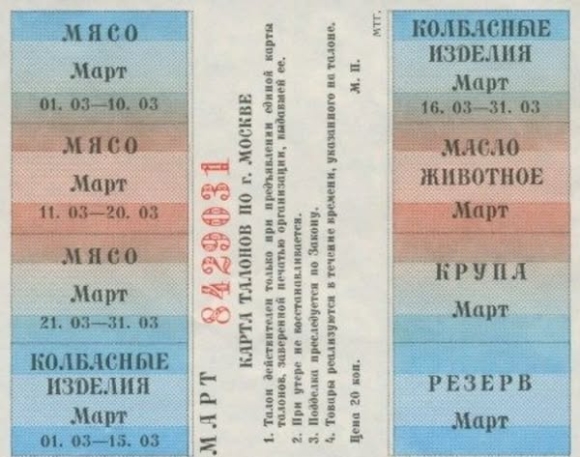 МЯСО
Март
01. 03—10. 03
МЯСО
Март
11. 03—20. 03
МЯСО
Март
21. 03—31. 03
КОЛБАСНЫЕ
ИЗДЕЛИЯ
Март
01. 03—15. 03
МАРТ
8429031
КАРТА ТАЛОНОВ ПО г. МОСКВЕ
1. Талон действителен только при предъявлении единой карты
талонов, заверенной печатью организации, выдавшей ее.
2. При утере не восстанавливается.
3. Подделка преследуется по Закону.
4. Товары реализуются в течение времени, указанного на талоне.
Цена 20 коп. М. П.
МТГ.
КОЛБАСНЫЕ
ИЗДЕЛИЯ
Март
16. 03—31. 03
МАСЛО
ЖИВОТНОЕ
Март
КРУПА
Март
РЕЗЕРВ
Март